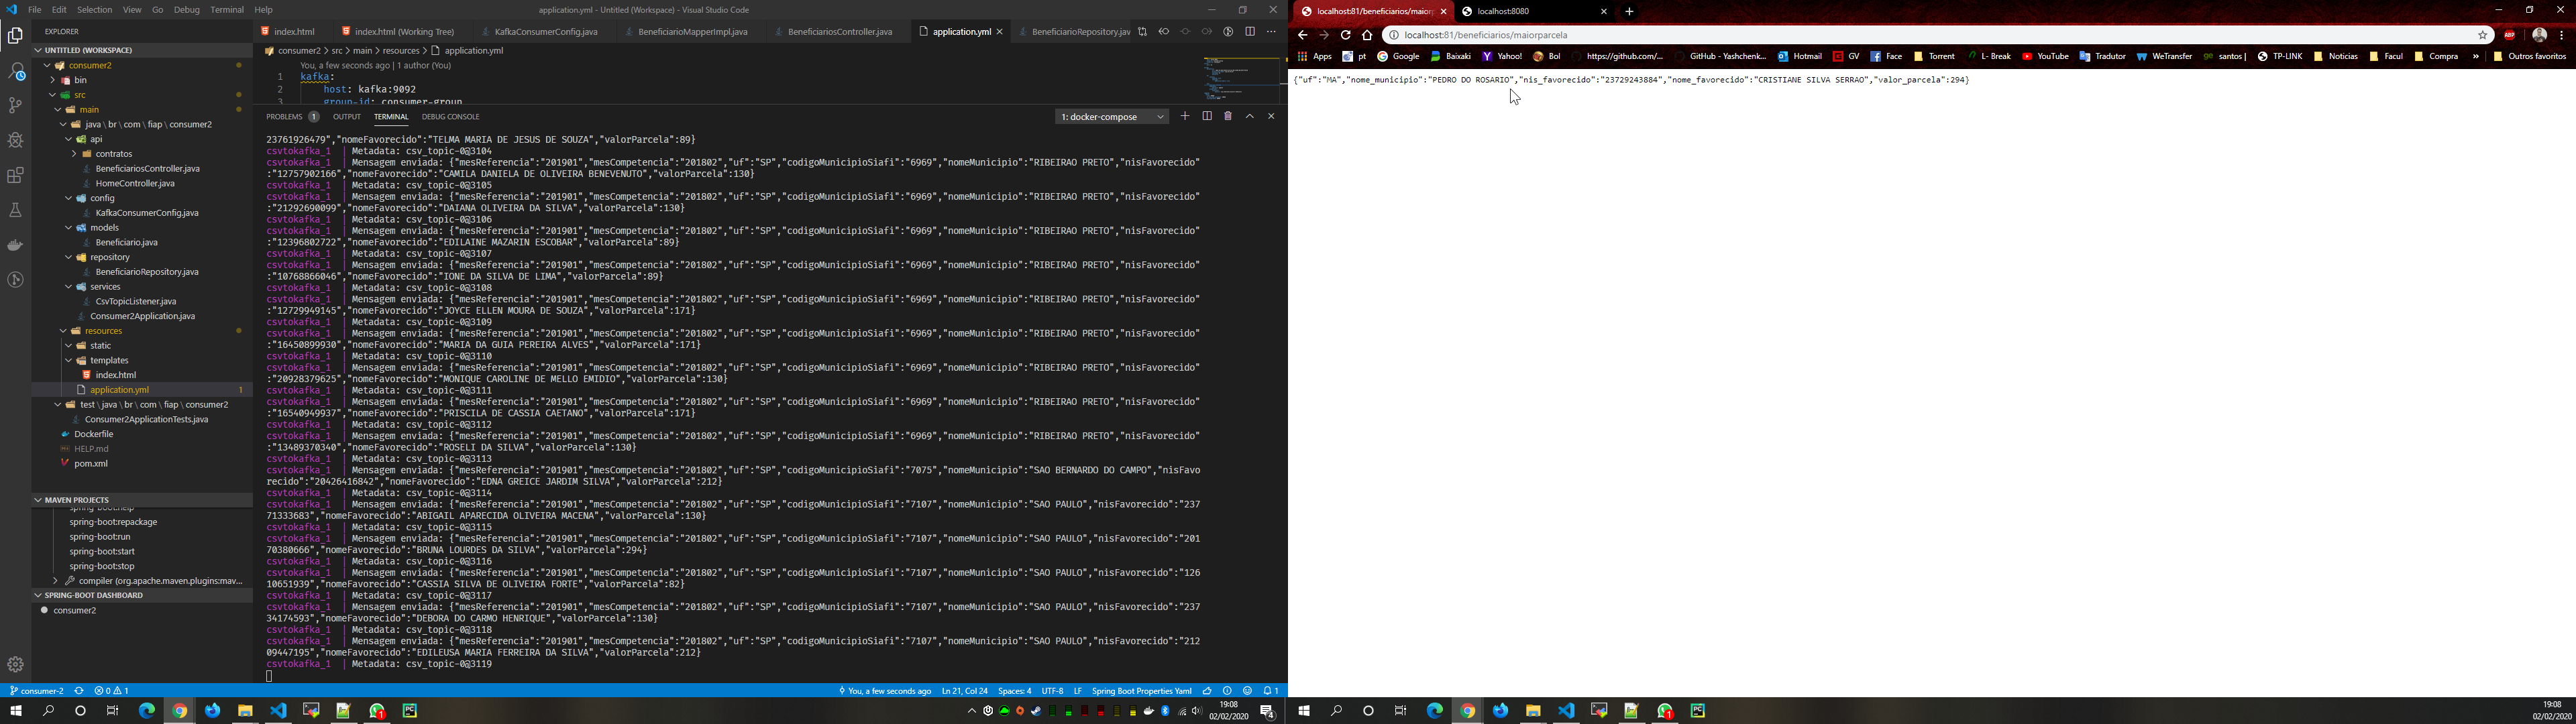 File Edit Selection View Go Debug Terminal Help
application.yml - Untitled (Workspace) - Visual Studio Code
EXPLORER
UNTITLED (WORKSPACE)
consumer2
bin
src
main
java \ br \ com \ fiap \ consumer2
api
contratos
BeneficiariosController.java
HomeController.java
config
KafkaConsumerConfig.java
models
Beneficiario.java
repository
BeneficiarioRepository.java
services
CsvTopicListener.java
Consumer2Application.java
resources
static
templates
index.html
application.yml 1
test \ java \ br \ com \ fiap \ consumer2
Consumer2ApplicationTests.java
Dockerfile
HELP.md
pom.xml
MAVEN PROJECTS
spring-boot:help
spring-boot:repackage
spring-boot:run
spring-boot:start
spring-boot:stop
compiler (org.apache.maven.plugins:mav...
SPRING-BOOT DASHBOARD
consumer2
index.html index.html (Working Tree) KafkaConsumerConfig.java BeneficiarioMapperImpl.java BeneficiariosController.java application.yml BeneficiarioRepository.jav
consumer2 > src > main > resources > application.yml
You, a few seconds ago | 1 author (You)
1 kafka:
2 host: kafka:9092
3 group-id: consumer-group
PROBLEMS 1 OUTPUT TERMINAL DEBUG CONSOLE 1: docker-compose
23761926479","nomeFavorecido":"TELMA MARIA DE JESUS DE SOUZA","valorParcela":89}
csvtokafka_1 | Metadata: csv_topic-0@3104
csvtokafka_1 | Mensagem enviada: {"mesReferencia":"201901","mesCompetencia":"201802","uf":"SP","codigoMunicipioSiafi":"6969","nomeMunicipio":"RIBEIRAO PRETO","nisFavorecido"
:"12757902166","nomeFavorecido":"CAMILA DANIELA DE OLIVEIRA BENEVENUTO","valorParcela":130}
csvtokafka_1 | Metadata: csv_topic-0@3105
csvtokafka_1 | Mensagem enviada: {"mesReferencia":"201901","mesCompetencia":"201802","uf":"SP","codigoMunicipioSiafi":"6969","nomeMunicipio":"RIBEIRAO PRETO","nisFavorecido"
:"21292690099","nomeFavorecido":"DAIANA OLIVEIRA DA SILVA","valorParcela":130}
csvtokafka_1 | Metadata: csv_topic-0@3106
csvtokafka_1 | Mensagem enviada: {"mesReferencia":"201901","mesCompetencia":"201802","uf":"SP","codigoMunicipioSiafi":"6969","nomeMunicipio":"RIBEIRAO PRETO","nisFavorecido"
:"12396802722","nomeFavorecido":"EDILAINE MAZARIN ESCOBAR","valorParcela":89}
csvtokafka_1 | Metadata: csv_topic-0@3107
csvtokafka_1 | Mensagem enviada: {"mesReferencia":"201901","mesCompetencia":"201802","uf":"SP","codigoMunicipioSiafi":"6969","nomeMunicipio":"RIBEIRAO PRETO","nisFavorecido"
:"10768866046","nomeFavorecido":"IONE DA SILVA DE LIMA","valorParcela":89}
csvtokafka_1 | Metadata: csv_topic-0@3108
csvtokafka_1 | Mensagem enviada: {"mesReferencia":"201901","mesCompetencia":"201802","uf":"SP","codigoMunicipioSiafi":"6969","nomeMunicipio":"RIBEIRAO PRETO","nisFavorecido"
:"12729949145","nomeFavorecido":"JOYCE ELLEN MOURA DE SOUZA","valorParcela":171}
csvtokafka_1 | Metadata: csv_topic-0@3109
csvtokafka_1 | Mensagem enviada: {"mesReferencia":"201901","mesCompetencia":"201802","uf":"SP","codigoMunicipioSiafi":"6969","nomeMunicipio":"RIBEIRAO PRETO","nisFavorecido"
:"16450899930","nomeFavorecido":"MARIA DA GUIA PEREIRA ALVES","valorParcela":171}
csvtokafka_1 | Metadata: csv_topic-0@3110
csvtokafka_1 | Mensagem enviada: {"mesReferencia":"201901","mesCompetencia":"201802","uf":"SP","codigoMunicipioSiafi":"6969","nomeMunicipio":"RIBEIRAO PRETO","nisFavorecido"
:"20928379625","nomeFavorecido":"MONIQUE CAROLINE DE MELLO EMIDIO","valorParcela":130}
csvtokafka_1 | Metadata: csv_topic-0@3111
csvtokafka_1 | Mensagem enviada: {"mesReferencia":"201901","mesCompetencia":"201802","uf":"SP","codigoMunicipioSiafi":"6969","nomeMunicipio":"RIBEIRAO PRETO","nisFavorecido"
:"16540949937","nomeFavorecido":"PRISCILA DE CASSIA CAETANO","valorParcela":171}
csvtokafka_1 | Metadata: csv_topic-0@3112
csvtokafka_1 | Mensagem enviada: {"mesReferencia":"201901","mesCompetencia":"201802","uf":"SP","codigoMunicipioSiafi":"6969","nomeMunicipio":"RIBEIRAO PRETO","nisFavorecido"
:"13489370340","nomeFavorecido":"ROSELI DA SILVA","valorParcela":130}
csvtokafka_1 | Metadata: csv_topic-0@3113
csvtokafka_1 | Mensagem enviada: {"mesReferencia":"201901","mesCompetencia":"201802","uf":"SP","codigoMunicipioSiafi":"7075","nomeMunicipio":"SAO BERNARDO DO CAMPO","nisFavo
recido":"20426416842","nomeFavorecido":"EDNA GREICE JARDIM SILVA","valorParcela":212}
csvtokafka_1 | Metadata: csv_topic-0@3114
csvtokafka_1 | Mensagem enviada: {"mesReferencia":"201901","mesCompetencia":"201802","uf":"SP","codigoMunicipioSiafi":"7107","nomeMunicipio":"SAO PAULO","nisFavorecido":"237
71333683","nomeFavorecido":"ABIGAIL APARECIDA OLIVEIRA MACENA","valorParcela":130}
csvtokafka_1 | Metadata: csv_topic-0@3115
csvtokafka_1 | Mensagem enviada: {"mesReferencia":"201901","mesCompetencia":"201802","uf":"SP","codigoMunicipioSiafi":"7107","nomeMunicipio":"SAO PAULO","nisFavorecido":"201
70380666","nomeFavorecido":"BRUNA LOURDES DA SILVA","valorParcela":294}
csvtokafka_1 | Metadata: csv_topic-0@3116
csvtokafka_1 | Mensagem enviada: {"mesReferencia":"201901","mesCompetencia":"201802","uf":"SP","codigoMunicipioSiafi":"7107","nomeMunicipio":"SAO PAULO","nisFavorecido":"126
10651939","nomeFavorecido":"CASSIA SILVA DE OLIVEIRA FORTE","valorParcela":82}
csvtokafka_1 | Metadata: csv_topic-0@3117
csvtokafka_1 | Mensagem enviada: {"mesReferencia":"201901","mesCompetencia":"201802","uf":"SP","codigoMunicipioSiafi":"7107","nomeMunicipio":"SAO PAULO","nisFavorecido":"237
34174593","nomeFavorecido":"DEBORA DO CARMO HENRIQUE","valorParcela":130}
csvtokafka_1 | Metadata: csv_topic-0@3118
csvtokafka_1 | Mensagem enviada: {"mesReferencia":"201901","mesCompetencia":"201802","uf":"SP","codigoMunicipioSiafi":"7107","nomeMunicipio":"SAO PAULO","nisFavorecido":"212
09447195","nomeFavorecido":"EDILEUSA MARIA FERREIRA DA SILVA","valorParcela":212}
csvtokafka_1 | Metadata: csv_topic-0@3119
consumer-2 0 1 You, a few seconds ago Ln 21, Col 24 Spaces: 4 UTF-8 LF Spring Boot Properties Yaml 1
19:08
02/02/2020
localhost:81/beneficiarios/maiorp localhost:8080
localhost:81/beneficiarios/maiorparcela
Apps pt Google Baixaki Yahoo! Bol https://github.com/... GitHub - Yashchenk... Hotmail GV Face Torrent L- Break YouTube Tradutor WeTransfer santos | TP-LINK Noticias Facul Compra » Outros favoritos
{"uf":"MA","nome_municipio":"PEDRO DO ROSARIO","nis_favorecido":"23729243884","nome_favorecido":"CRISTIANE SILVA SERRAO","valor_parcela":294}
19:08
02/02/2020